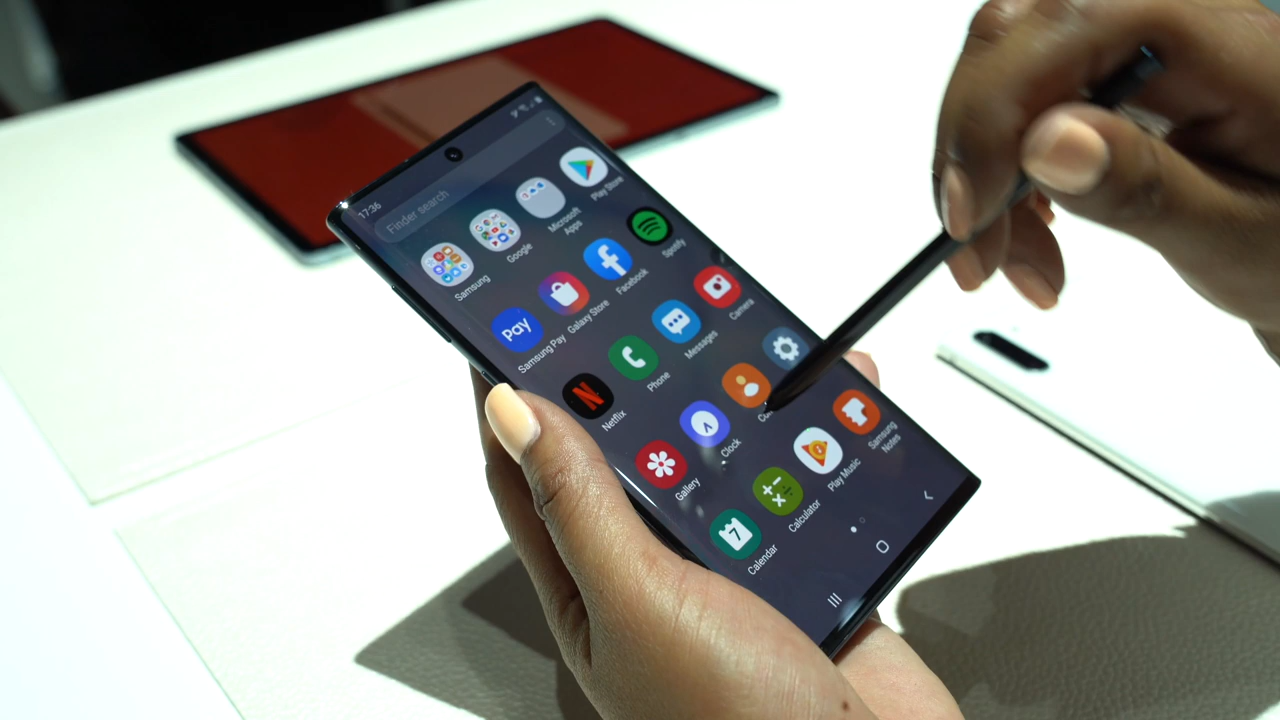 17:36
Finder search
Samsung
Google
Microsoft
Apps
Play Store
Pay
Samsung Pay
Galaxy Store
Facebook
Spotify
Netflix
Phone
Messages
Camera
Gallery
Clock
7
Calendar
Calculator
Play Music
Samsung
Notes